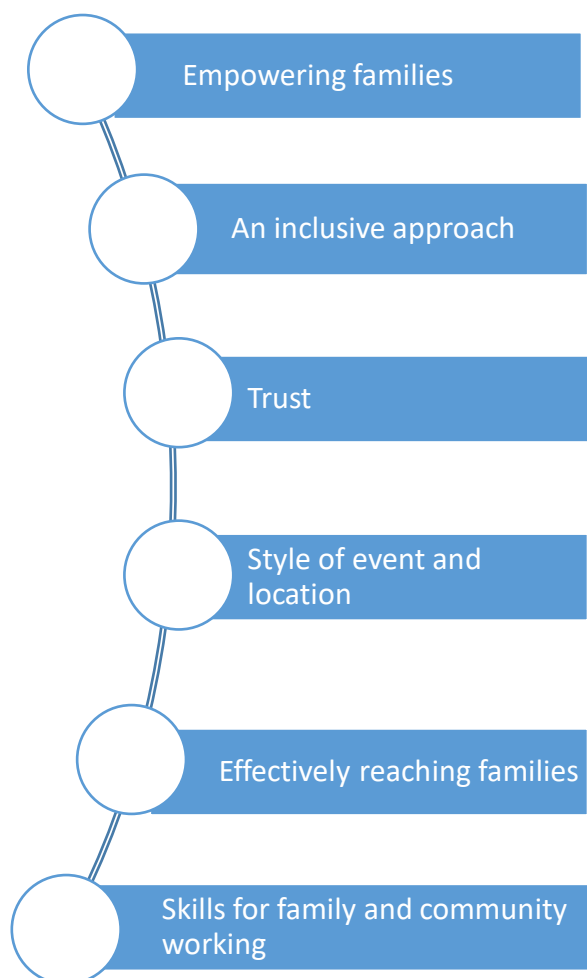 Empowering families
An inclusive approach
Trust
Style of event and
location
Effectively reaching families
Skills for family and community
working